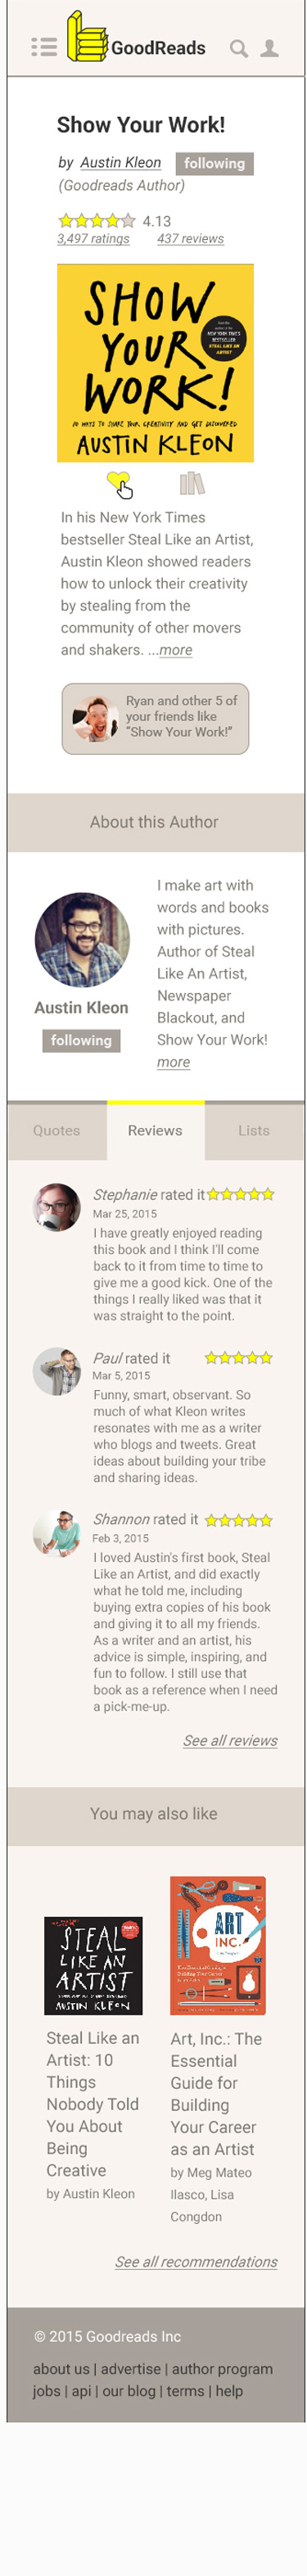 GoodReads
Show Your Work!
by Austin Kleon following
(Goodreads Author)
4.13
3,497 ratings 437 reviews
SHOW
YOUR
WORK!
NEW YORK TIMES
BESTSELLER
STEAL LIKE AN
ARTIST
10 WAYS TO SHARE YOUR CREATIVITY AND GET DISCOVERED
AUSTIN KLEON
In his New York Times
bestseller Steal Like an Artist,
Austin Kleon showed readers
how to unlock their creativity
by stealing from the
community of other movers
and shakers. ...more
Ryan and other 5 of
your friends like
“Show Your Work!”
About this Author
I make art with
words and books
with pictures.
Author of Steal
Like An Artist,
Newspaper
Blackout, and
Show Your Work!
more
Austin Kleon
following
Quotes Reviews Lists
Stephanie rated it
Mar 25, 2015
I have greatly enjoyed reading
this book and I think I'll come
back to it from time to time to
give me a good kick. One of the
things I really liked was that it
was straight to the point.
Paul rated it
Mar 5, 2015
Funny, smart, observant. So
much of what Kleon writes
resonates with me as a writer
who blogs and tweets. Great
ideas about building your tribe
and sharing ideas.
Shannon rated it
Feb 3, 2015
I loved Austin's first book, Steal
Like an Artist, and did exactly
what he told me, including
buying extra copies of his book
and giving it to all my friends.
As a writer and an artist, his
advice is simple, inspiring, and
fun to follow. I still use that
book as a reference when I need
a pick-me-up.
See all reviews
You may also like
STEAL
LIKE AN
ARTIST
AUSTIN KLEON
ART
INC.
Steal Like an
Artist: 10
Things
Nobody Told
You About
Being
Creative
by Austin Kleon
Art, Inc.: The
Essential
Guide for
Building
Your Career
as an Artist
by Meg Mateo
Ilasco, Lisa
Congdon
See all recommendations
© 2015 Goodreads Inc
about us | advertise | author program
jobs | api | our blog | terms | help